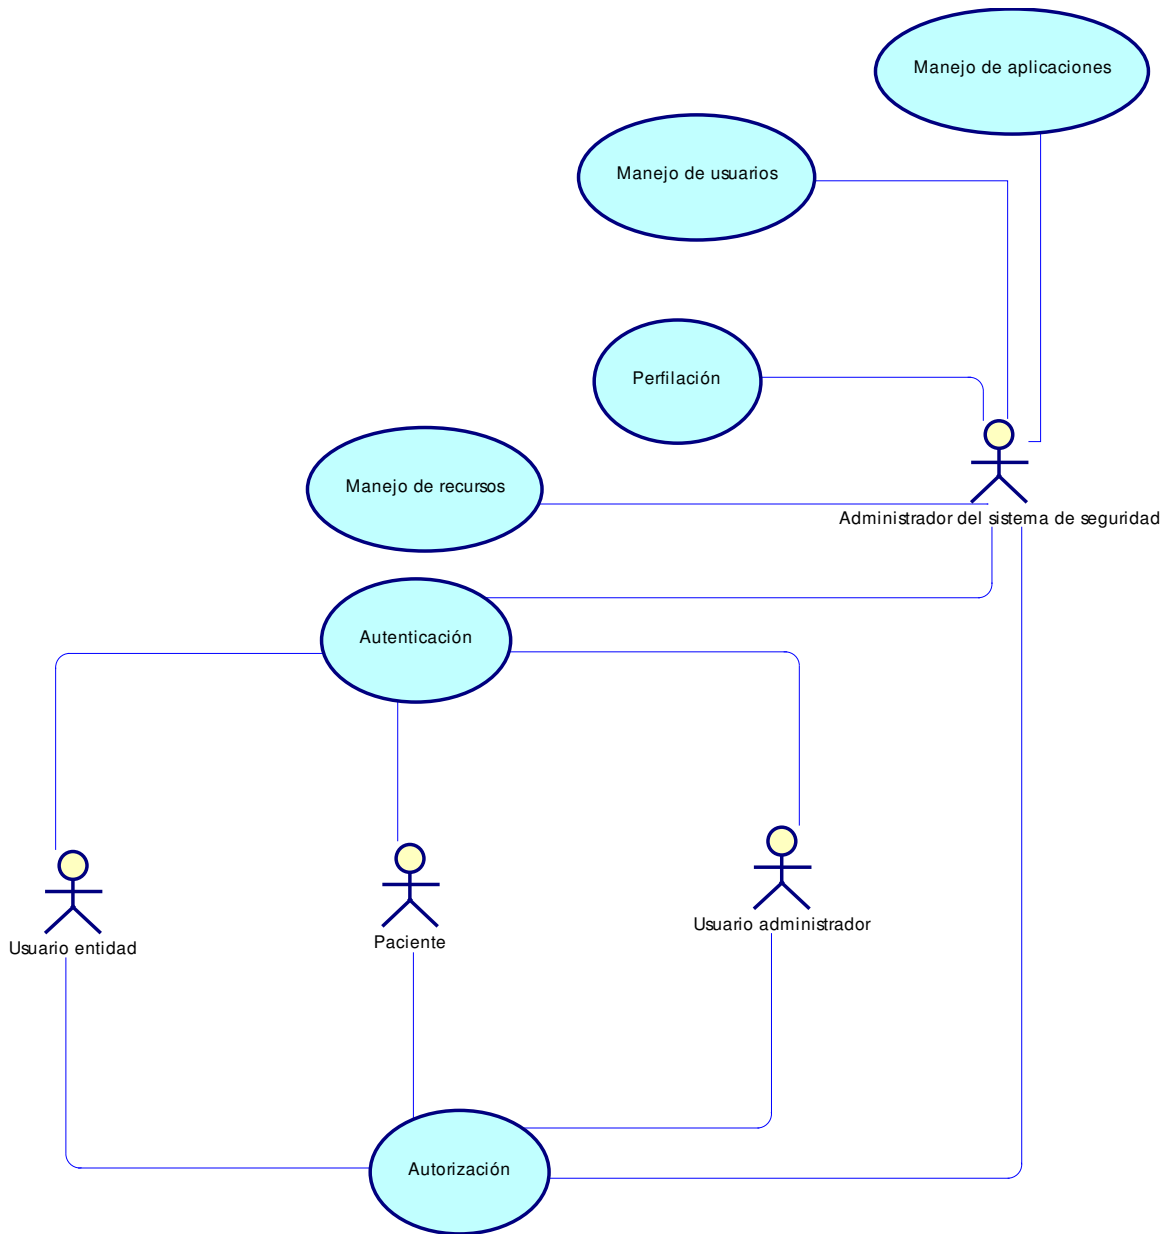 Manejo de aplicaciones
Manejo de usuarios
Perfilación
Manejo de recursos
Administrador del sistema de seguridad
Autenticación
Usuario entidad
Paciente
Usuario administrador
Autorización